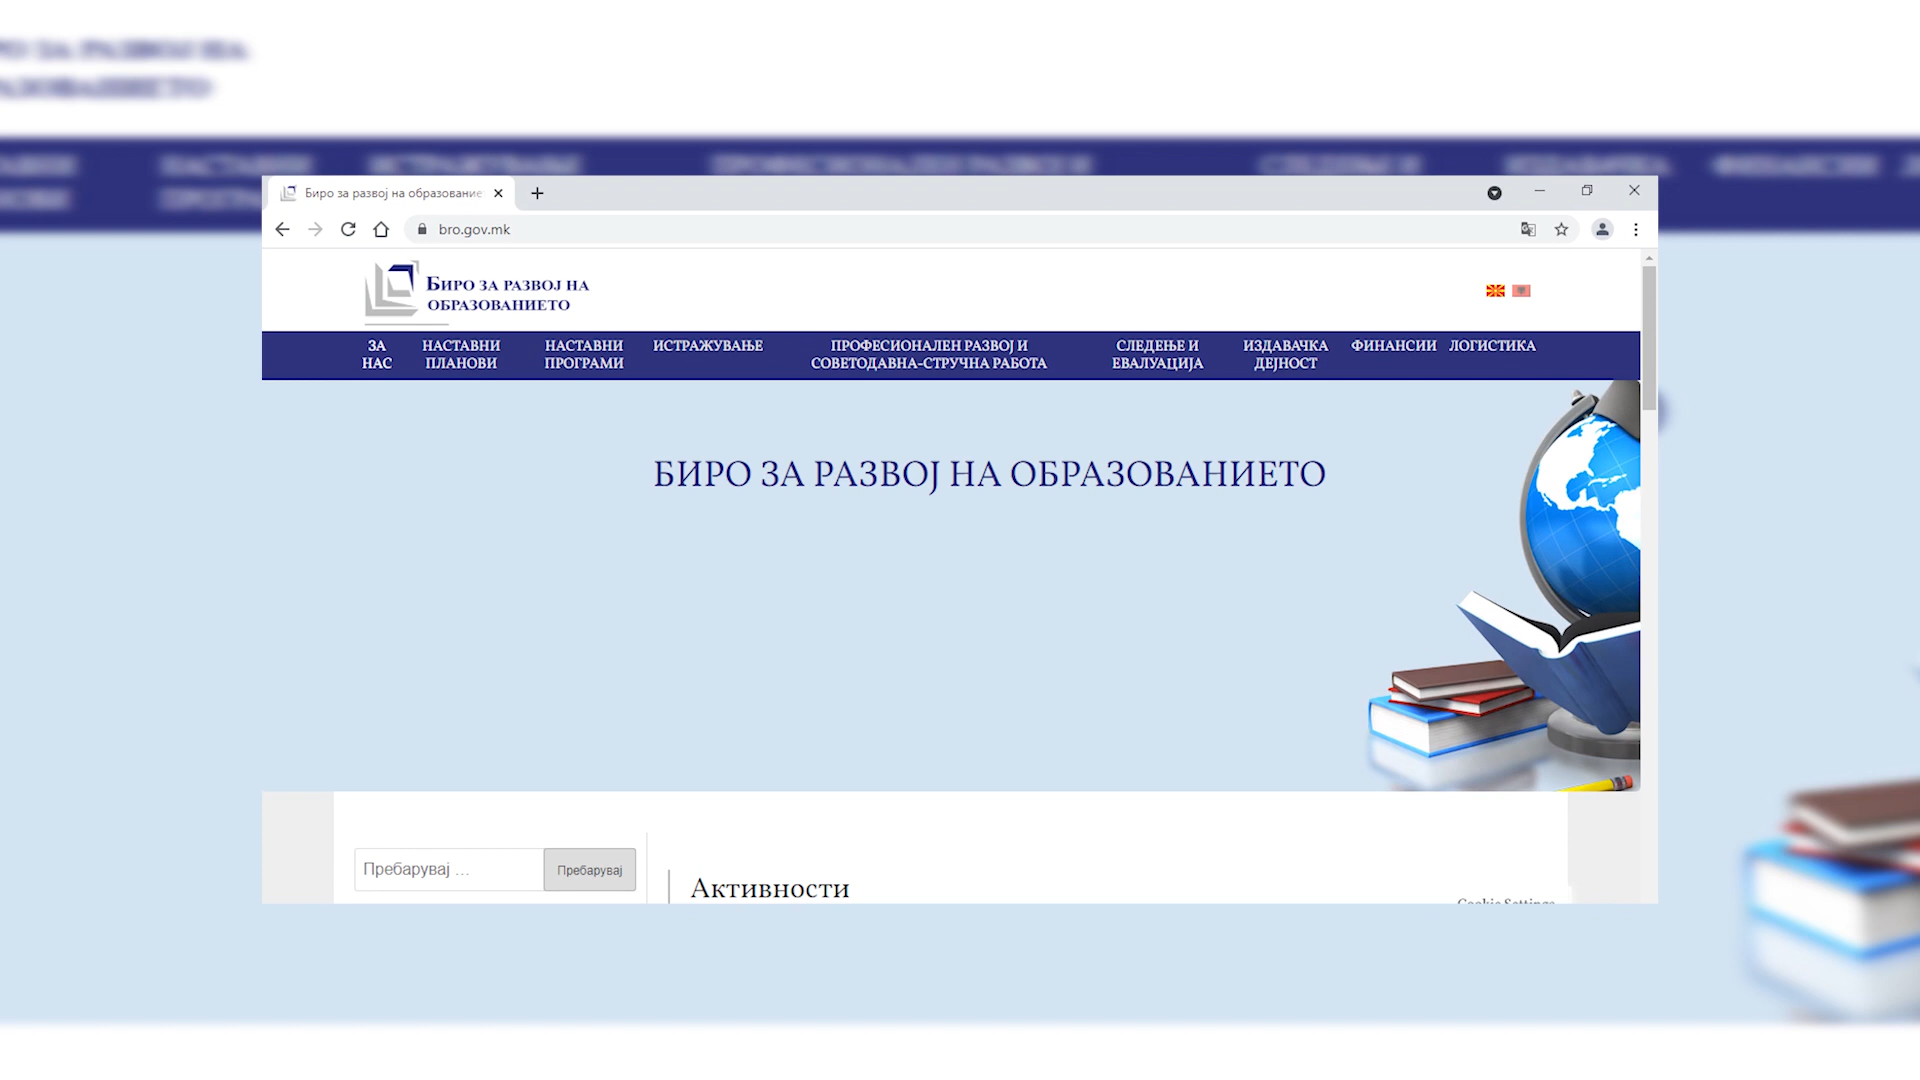 Биро за развој на образование
bro.gov.mk
Биро за развој на
образованието
ЗА
НАС
НАСТАВНИ
ПЛАНОВИ
НАСТАВНИ
ПРОГРАМИ
ИСТРАЖУВАЊЕ
ПРОФЕСИОНАЛЕН РАЗВОЈ И
СОВЕТОДАВНА-СТРУЧНА РАБОТА
СЛЕДЕЊЕ И
ЕВАЛУАЦИЈА
ИЗДАВАЧКА
ДЕЈНОСТ
ФИНАНСИИ
ЛОГИСТИКА
БИРО ЗА РАЗВОЈ НА ОБРАЗОВАНИЕТО
Пребарувај …
Пребарувај
Активности
Cookie Settings